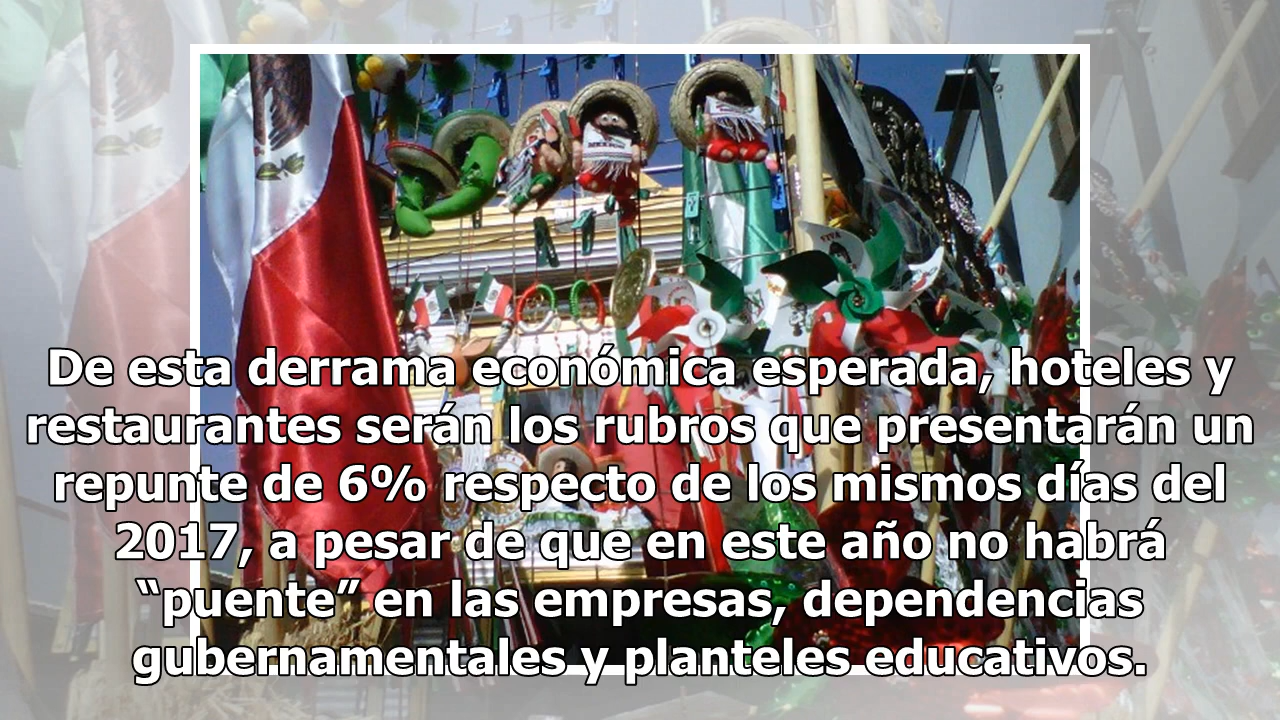 De esta derrama económica esperada, hoteles y
restaurantes serán los rubros que presentarán un
repunte de 6% respecto de los mismos días del
2017, a pesar de que en este año no habrá
“puente” en las empresas, dependencias
gubernamentales y planteles educativos.
VIVA